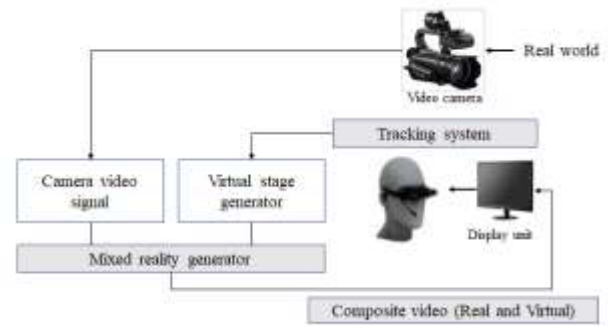 Real world
Video camera
Tracking system
Camera video
signal
Virtual stage
generator
Display unit
Mixed reality generator
Composite video (Real and Virtual)